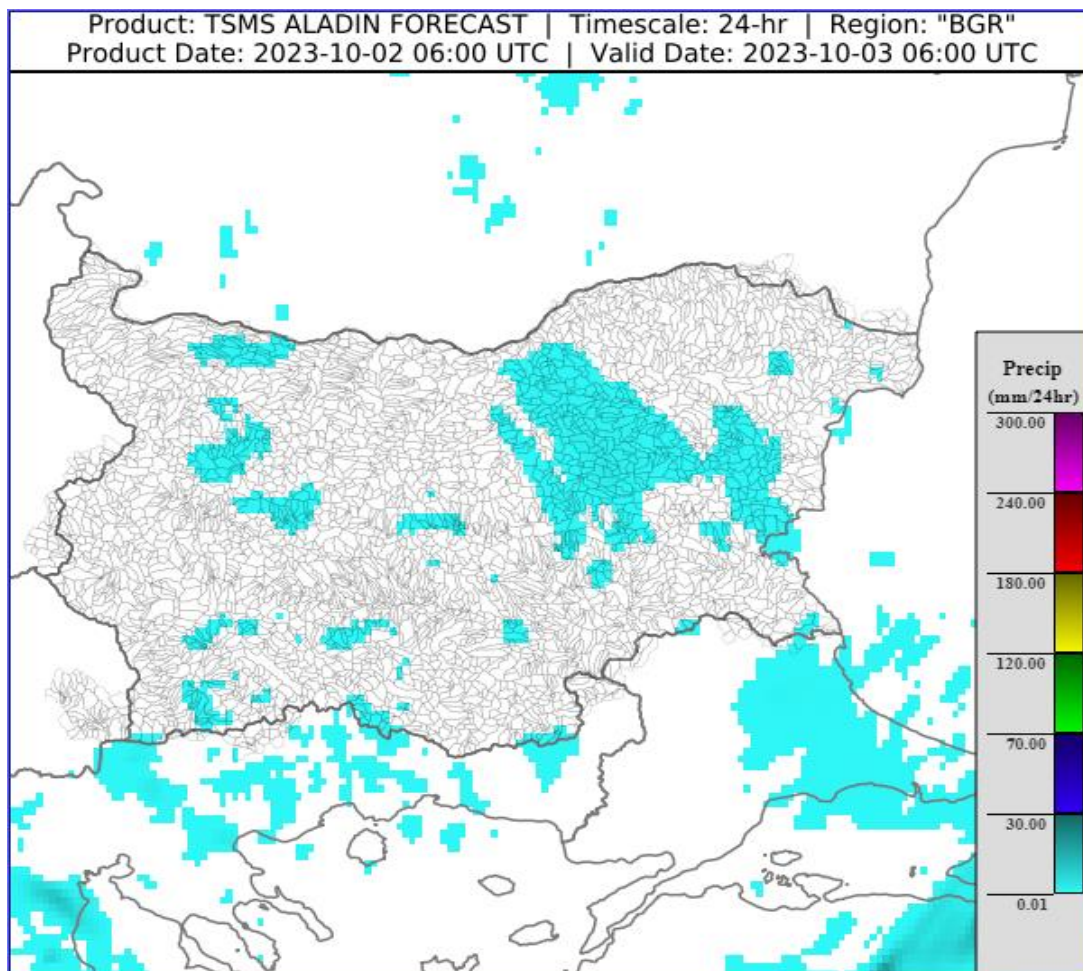 Product: TSMS ALADIN FORECAST | Timescale: 24-hr | Region: "BGR"
Product Date: 2023-10-02 06:00 UTC | Valid Date: 2023-10-03 06:00 UTC
Precip
(mm/24hr)
300.00
240.00
180.00
120.00
70.00
30.00
0.01